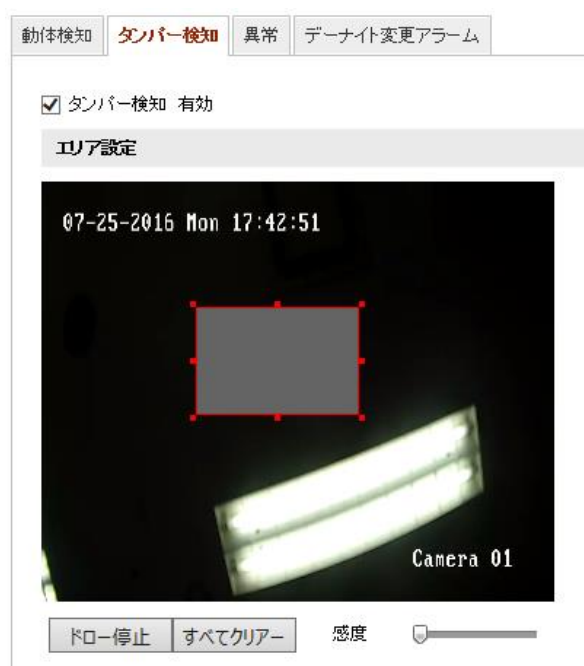 動体検知 タンパー検知 異常 デーナイト変更アラーム
タンパー検知 有効
エリア設定
07-25-2016 Mon 17:42:51
Camera 01
ドロー停止 すべてクリアー 感度